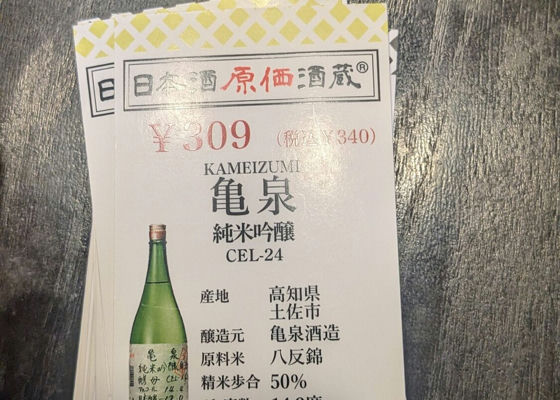 日本酒原価酒蔵®
¥309 (税込¥340)
KAMEIZUMI
亀泉
純米吟醸
CEL-24
産地 高知県
土佐市
醸造元 亀泉酒造
原料米 八反錦
精米歩合 50%